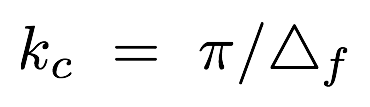 k_c = π/△_f